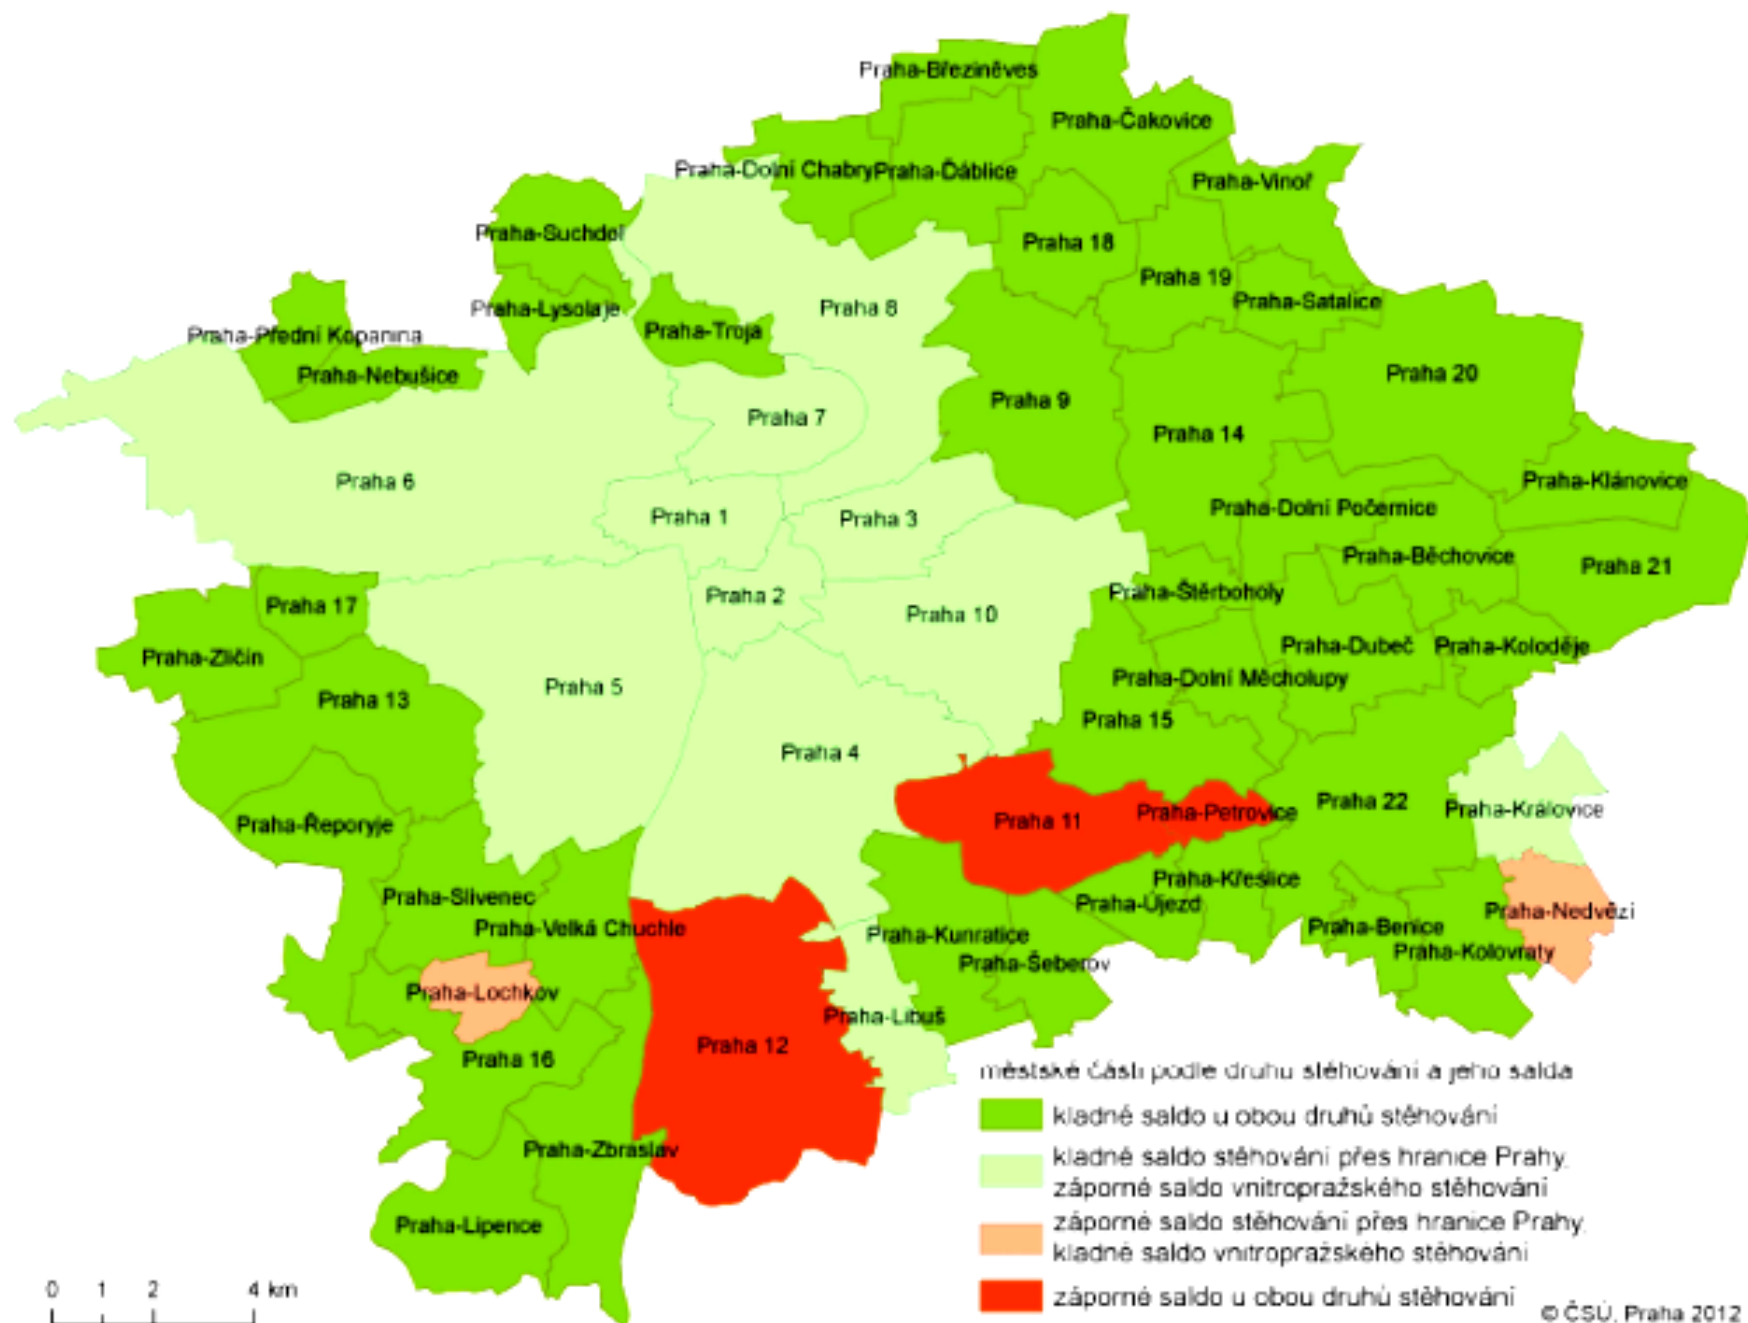 Praha-Březiněves
Praha-Čakovice
Praha-Dolní Chabry
Praha-Ďáblice
Praha-Vinoř
Praha-Suchdol
Praha 18
Praha 19
Praha-Satalice
Praha-Lysolaje
Praha 8
Praha-Troja
Praha-Přední Kopanina
Praha-Nebušice
Praha 20
Praha 9
Praha 7
Praha 14
Praha 6
Praha-Klánovice
Praha 1
Praha 3
Praha-Dolní Počernice
Praha-Běchovice
Praha 21
Praha 2
Praha-Štěrboholy
Praha 17
Praha 10
Praha-Zličín
Praha-Dubeč
Praha-Koloděje
Praha 5
Praha-Dolní Měcholupy
Praha 13
Praha 15
Praha 4
Praha 22
Praha-Královice
Praha-Řeporyje
Praha 11
Praha-Petrovice
Praha-Křeslice
Praha-Slivenec
Praha-Újezd
Praha-Nedvězí
Praha-Velká Chuchle
Praha-Kunratice
Praha-Benice
Praha-Kolovraty
Praha-Šeberov
Praha-Lochkov
Praha-Libuš
Praha 16
Praha 12
Praha-Zbraslav
Praha-Lipence
městské části podle druhu stěhování a jeho salda
kladné saldo u obou druhů stěhování
kladné saldo stěhování přes hranice Prahy,
záporné saldo vnitropražského stěhování
záporné saldo stěhování přes hranice Prahy,
kladné saldo vnitropražského stěhování
záporné saldo u obou druhů stěhování
0 1 2 4 km
© ČSÚ, Praha 2012